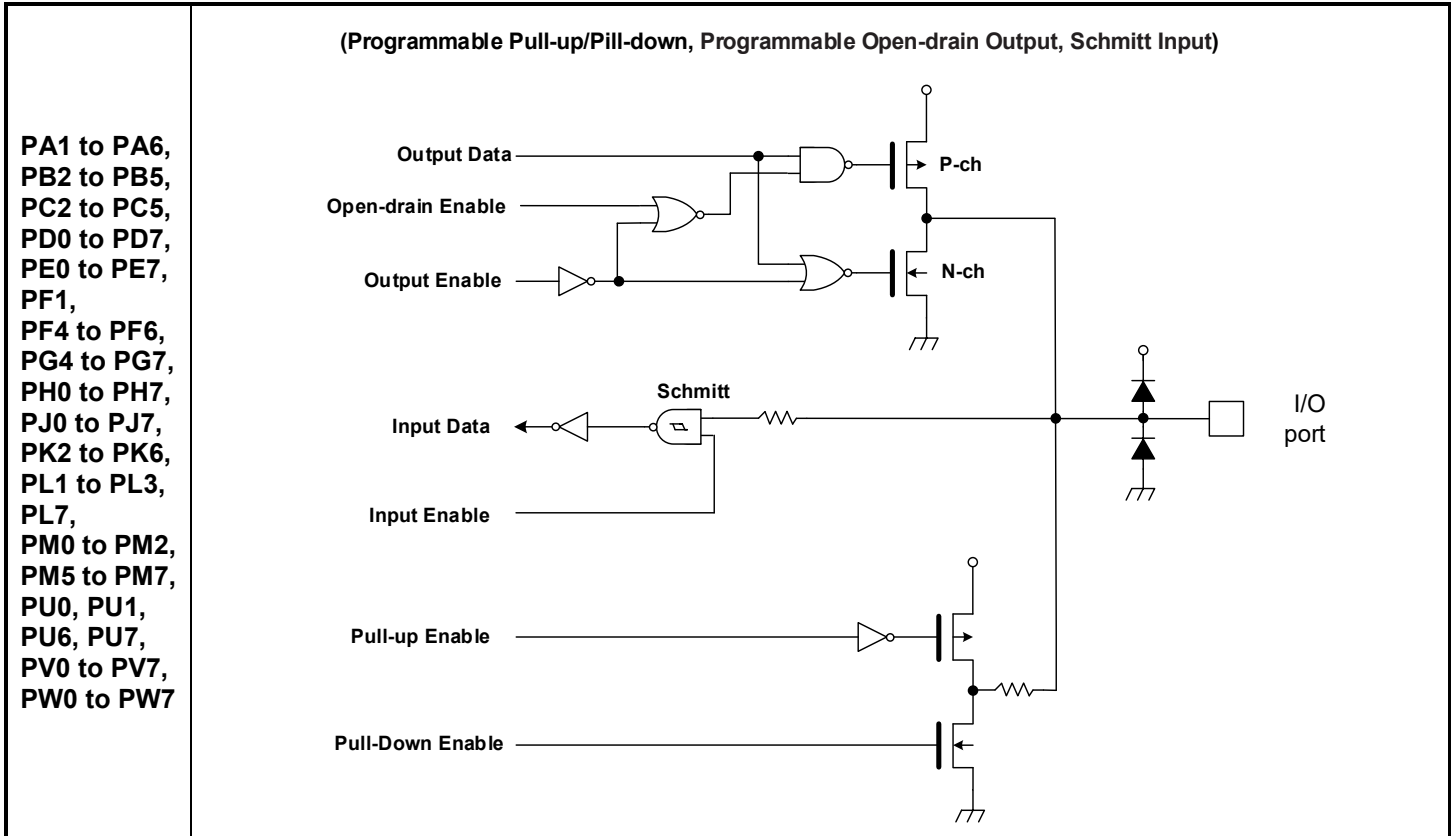 (Programmable Pull-up/Pill-down, Programmable Open-drain Output, Schmitt Input)
PA1 to PA6,
PB2 to PB5,
PC2 to PC5,
PD0 to PD7,
PE0 to PE7,
PF1,
PF4 to PF6,
PG4 to PG7,
PH0 to PH7,
PJ0 to PJ7,
PK2 to PK6,
PL1 to PL3,
PL7,
PM0 to PM2,
PM5 to PM7,
PU0, PU1,
PU6, PU7,
PV0 to PV7,
PW0 to PW7
Output Data
P-ch
Open-drain Enable
Output Enable
N-ch
Schmitt
Input Data
I/O
port
Input Enable
Pull-up Enable
Pull-Down Enable